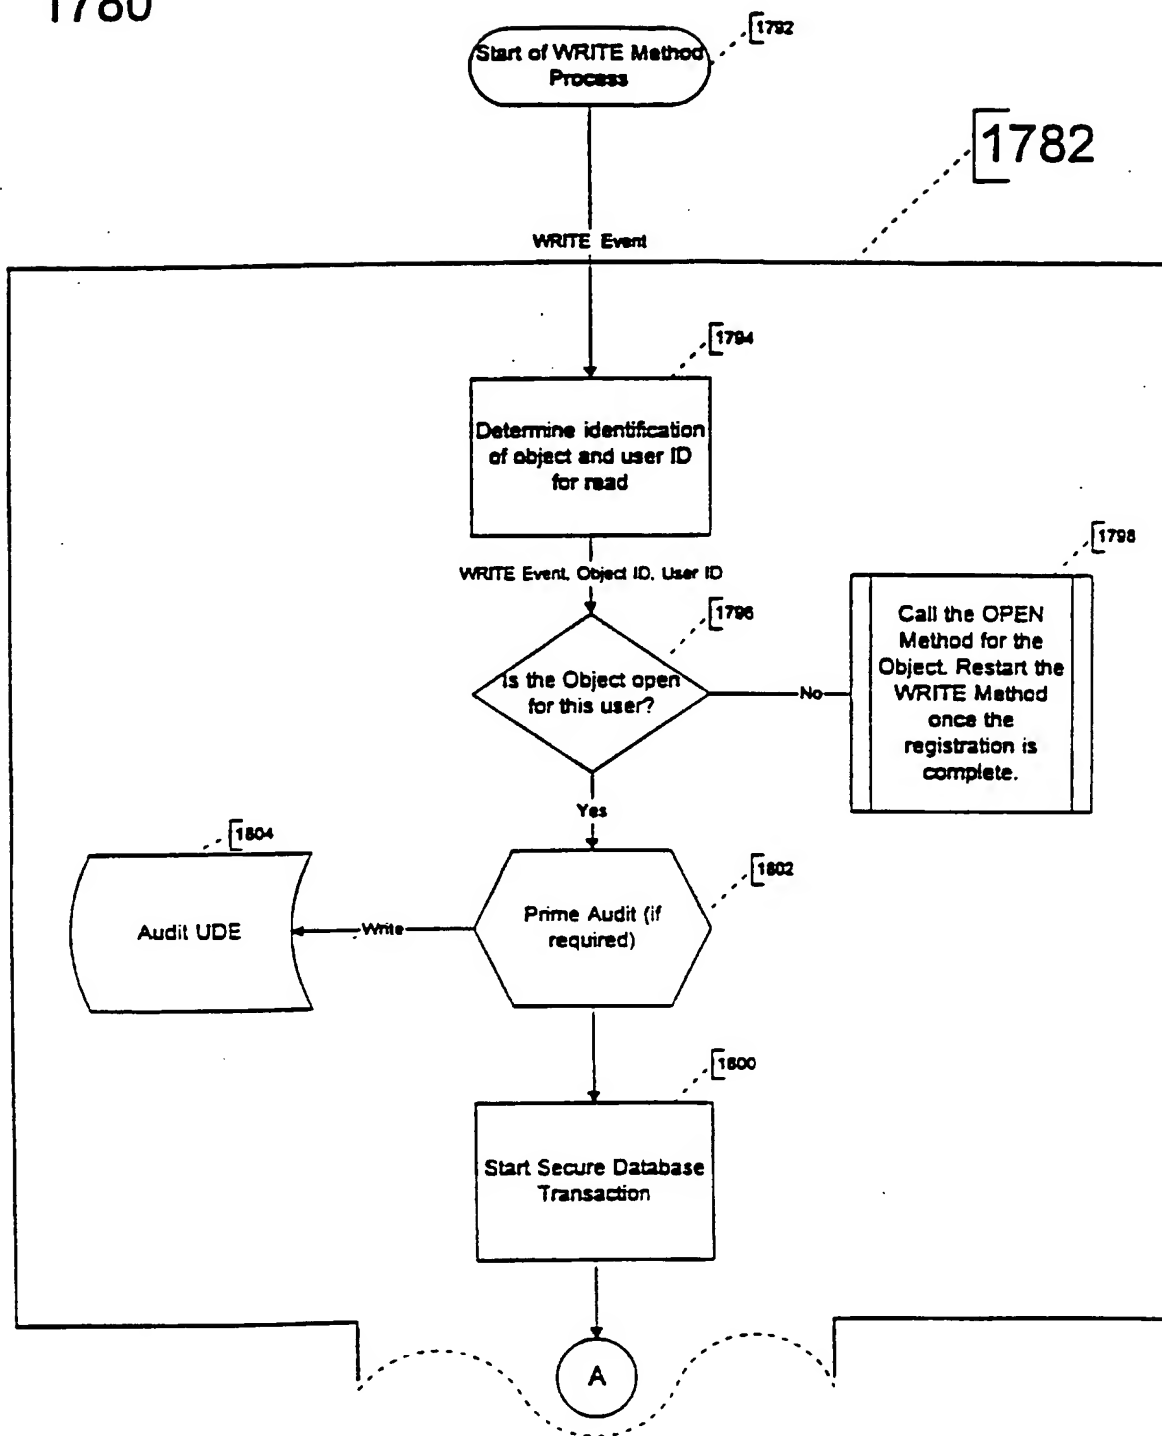 1780
Start of WRITE Method
Process
1792
1782
WRITE Event
1794
Determine identification
of object and user ID
for read
WRITE Event, Object ID, User ID
1796
Is the Object open
for this user?
No
1798
Call the OPEN
Method for the
Object. Restart the
WRITE Method
once the
registration is
complete.
Yes
1804
Audit UDE
Write
1802
Prime Audit (if
required)
1800
Start Secure Database
Transaction
A